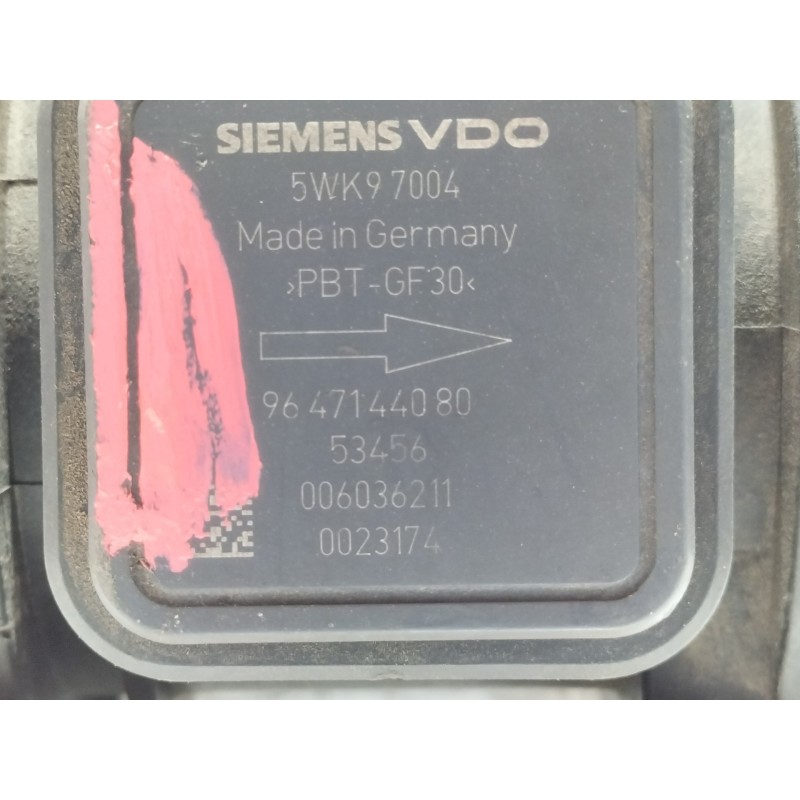 SIEMENS VDO
5WK9 7004
Made in Germany
›PBT-GF30‹
96 471 440 80
53456
006036211
0023174